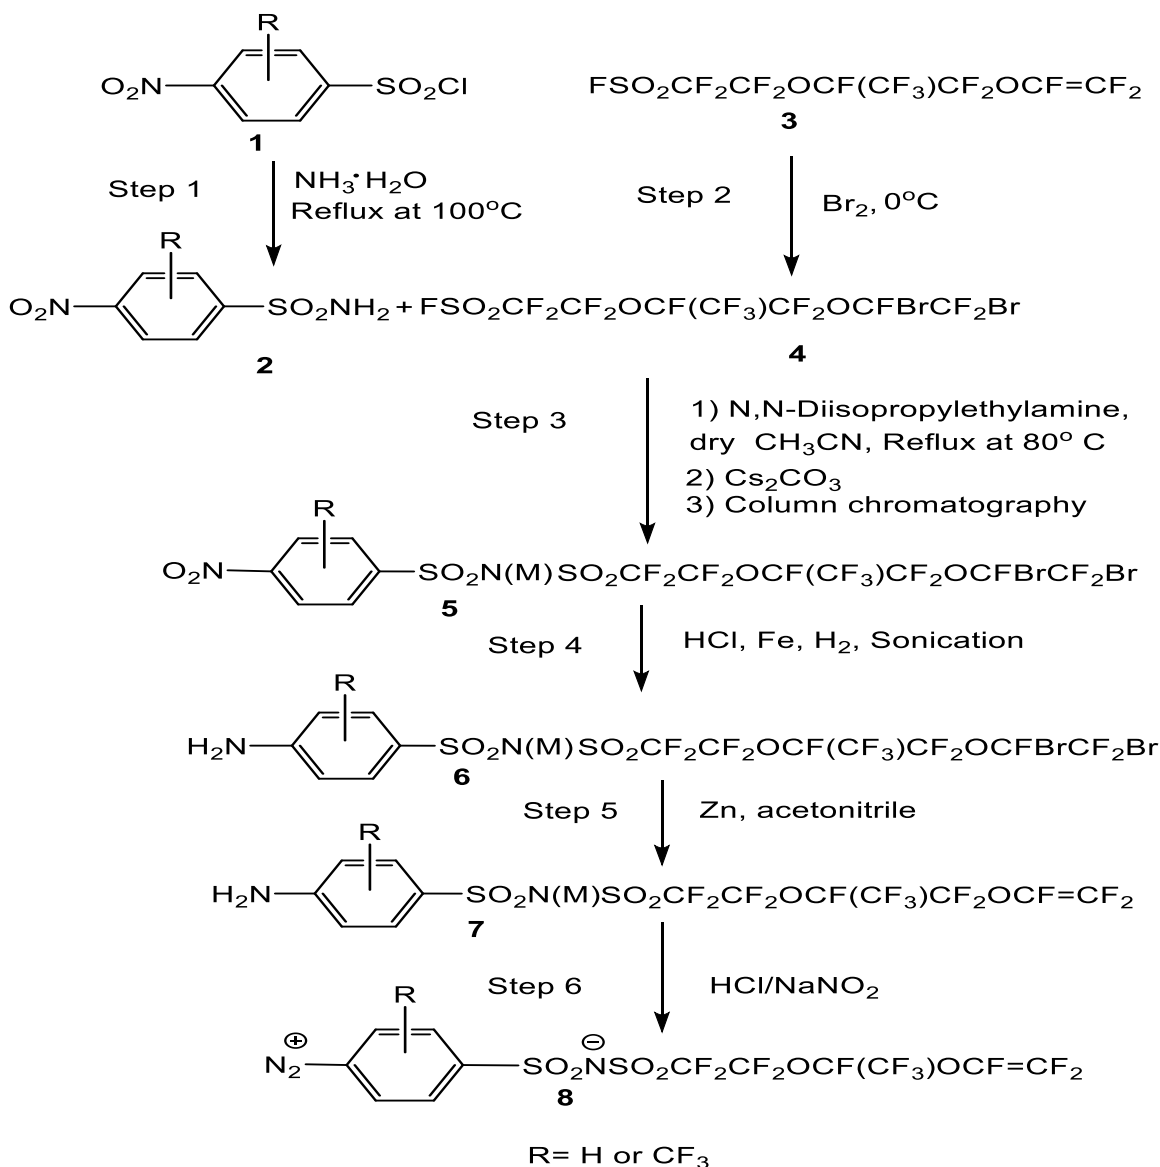 R
O₂N SO₂Cl
1
FSO₂CF₂CF₂OCF(CF₃)CF₂OCF=CF₂
3
Step 1
NH₃·H₂O
Reflux at 100°C
Step 2
Br₂, 0°C
R
O₂N SO₂NH₂ + FSO₂CF₂CF₂OCF(CF₃)CF₂OCFBrCF₂Br
2
4
Step 3
1) N,N-Diisopropylethylamine,
dry CH₃CN, Reflux at 80° C
2) Cs₂CO₃
3) Column chromatography
R
O₂N SO₂N(M)SO₂CF₂CF₂OCF(CF₃)CF₂OCFBrCF₂Br
5
Step 4
HCl, Fe, H₂, Sonication
R
H₂N SO₂N(M)SO₂CF₂CF₂OCF(CF₃)CF₂OCFBrCF₂Br
6
Step 5
Zn, acetonitrile
R
H₂N SO₂N(M)SO₂CF₂CF₂OCF(CF₃)CF₂OCF=CF₂
7
Step 6
HCl/NaNO₂
R
⊕ ⊖
N₂ SO₂NSO₂CF₂CF₂OCF(CF₃)OCF=CF₂
8
R= H or CF₃